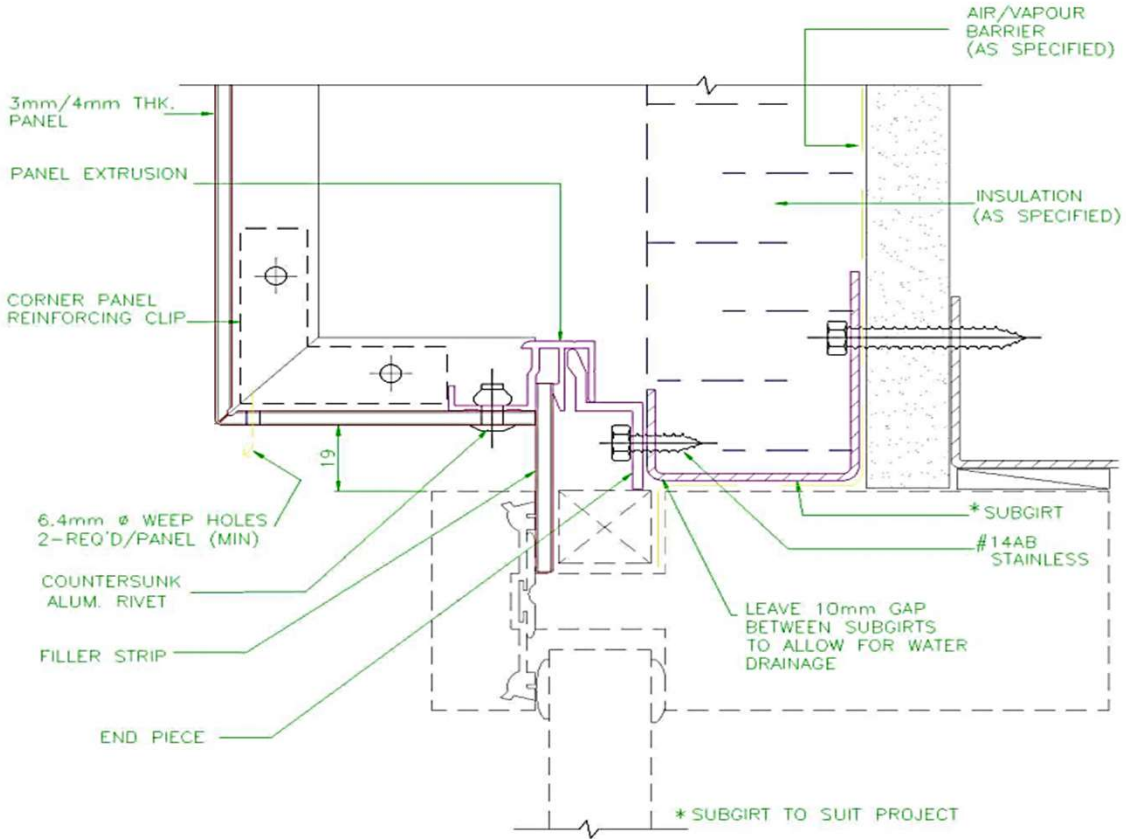 AIR/VAPOUR
BARRIER
(AS SPECIFIED)
3mm/4mm THK.
PANEL
PANEL EXTRUSION
INSULATION
(AS SPECIFIED)
CORNER PANEL
REINFORCING CLIP
19
6.4mm ø WEEP HOLES
2-REQ'D/PANEL (MIN)
* SUBGIRT
#14AB
STAINLESS
COUNTERSUNK
ALUM. RIVET
LEAVE 10mm GAP
BETWEEN SUBGIRTS
TO ALLOW FOR WATER
DRAINAGE
FILLER STRIP
END PIECE
* SUBGIRT TO SUIT PROJECT